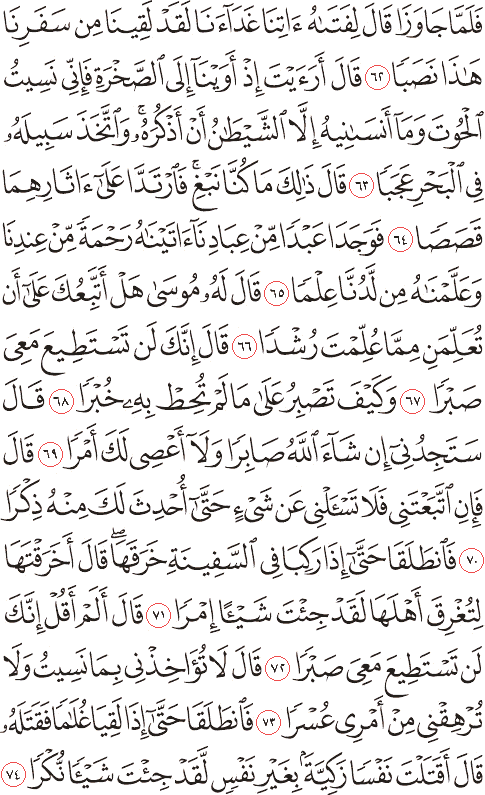 فَلَمَّا جَاوَزَا قَالَ لِفَتَىٰهُ ءَاتِنَا غَدَآءَنَا لَقَدۡ لَقِينَا مِن سَفَرِنَا
هَٰذَا نَصَبٗا ٦٢ قَالَ أَرَءَيۡتَ إِذۡ أَوَيۡنَآ إِلَى ٱلصَّخۡرَةِ فَإِنِّي نَسِيتُ
ٱلۡحُوتَ وَمَآ أَنسَىٰنِيهُ إِلَّا ٱلشَّيۡطَٰنُ أَنۡ أَذۡكُرَهُۥۚ وَٱتَّخَذَ سَبِيلَهُۥ
فِي ٱلۡبَحۡرِ عَجَبٗا ٦٣ قَالَ ذَٰلِكَ مَا كُنَّا نَبۡغِۚ فَٱرۡتَدَّا عَلَىٰٓ ءَاثَارِهِمَا
قَصَصٗا ٦٤ فَوَجَدَا عَبۡدٗا مِّنۡ عِبَادِنَآ ءَاتَيۡنَٰهُ رَحۡمَةٗ مِّنۡ عِندِنَا
وَعَلَّمۡنَٰهُ مِن لَّدُنَّا عِلۡمٗا ٦٥ قَالَ لَهُۥ مُوسَىٰ هَلۡ أَتَّبِعُكَ عَلَىٰٓ أَن
تُعَلِّمَنِ مِمَّا عُلِّمۡتَ رُشۡدٗا ٦٦ قَالَ إِنَّكَ لَن تَسۡتَطِيعَ مَعِيَ
صَبۡرٗا ٦٧ وَكَيۡفَ تَصۡبِرُ عَلَىٰ مَا لَمۡ تُحِطۡ بِهِۦ خُبۡرٗا ٦٨ قَالَ
سَتَجِدُنِيٓ إِن شَآءَ ٱللَّهُ صَابِرٗا وَلَآ أَعۡصِي لَكَ أَمۡرٗا ٦٩ قَالَ
فَإِنِ ٱتَّبَعۡتَنِي فَلَا تَسۡـَٔلۡنِي عَن شَيۡءٍ حَتَّىٰٓ أُحۡدِثَ لَكَ مِنۡهُ ذِكۡرٗا
٧٠ فَٱنطَلَقَا حَتَّىٰٓ إِذَا رَكِبَا فِي ٱلسَّفِينَةِ خَرَقَهَاۖ قَالَ أَخَرَقۡتَهَا
لِتُغۡرِقَ أَهۡلَهَا لَقَدۡ جِئۡتَ شَيۡـًٔا إِمۡرٗا ٧١ قَالَ أَلَمۡ أَقُلۡ إِنَّكَ
لَن تَسۡتَطِيعَ مَعِيَ صَبۡرٗا ٧٢ قَالَ لَا تُؤَاخِذۡنِي بِمَا نَسِيتُ وَلَا
تُرۡهِقۡنِي مِنۡ أَمۡرِي عُسۡرٗا ٧٣ فَٱنطَلَقَا حَتَّىٰٓ إِذَا لَقِيَا غُلَٰمٗا فَقَتَلَهُۥ
قَالَ أَقَتَلۡتَ نَفۡسٗا زَكِيَّةَۢ بِغَيۡرِ نَفۡسٖ لَّقَدۡ جِئۡتَ شَيۡـٔٗا نُّكۡرٗا ٧٤